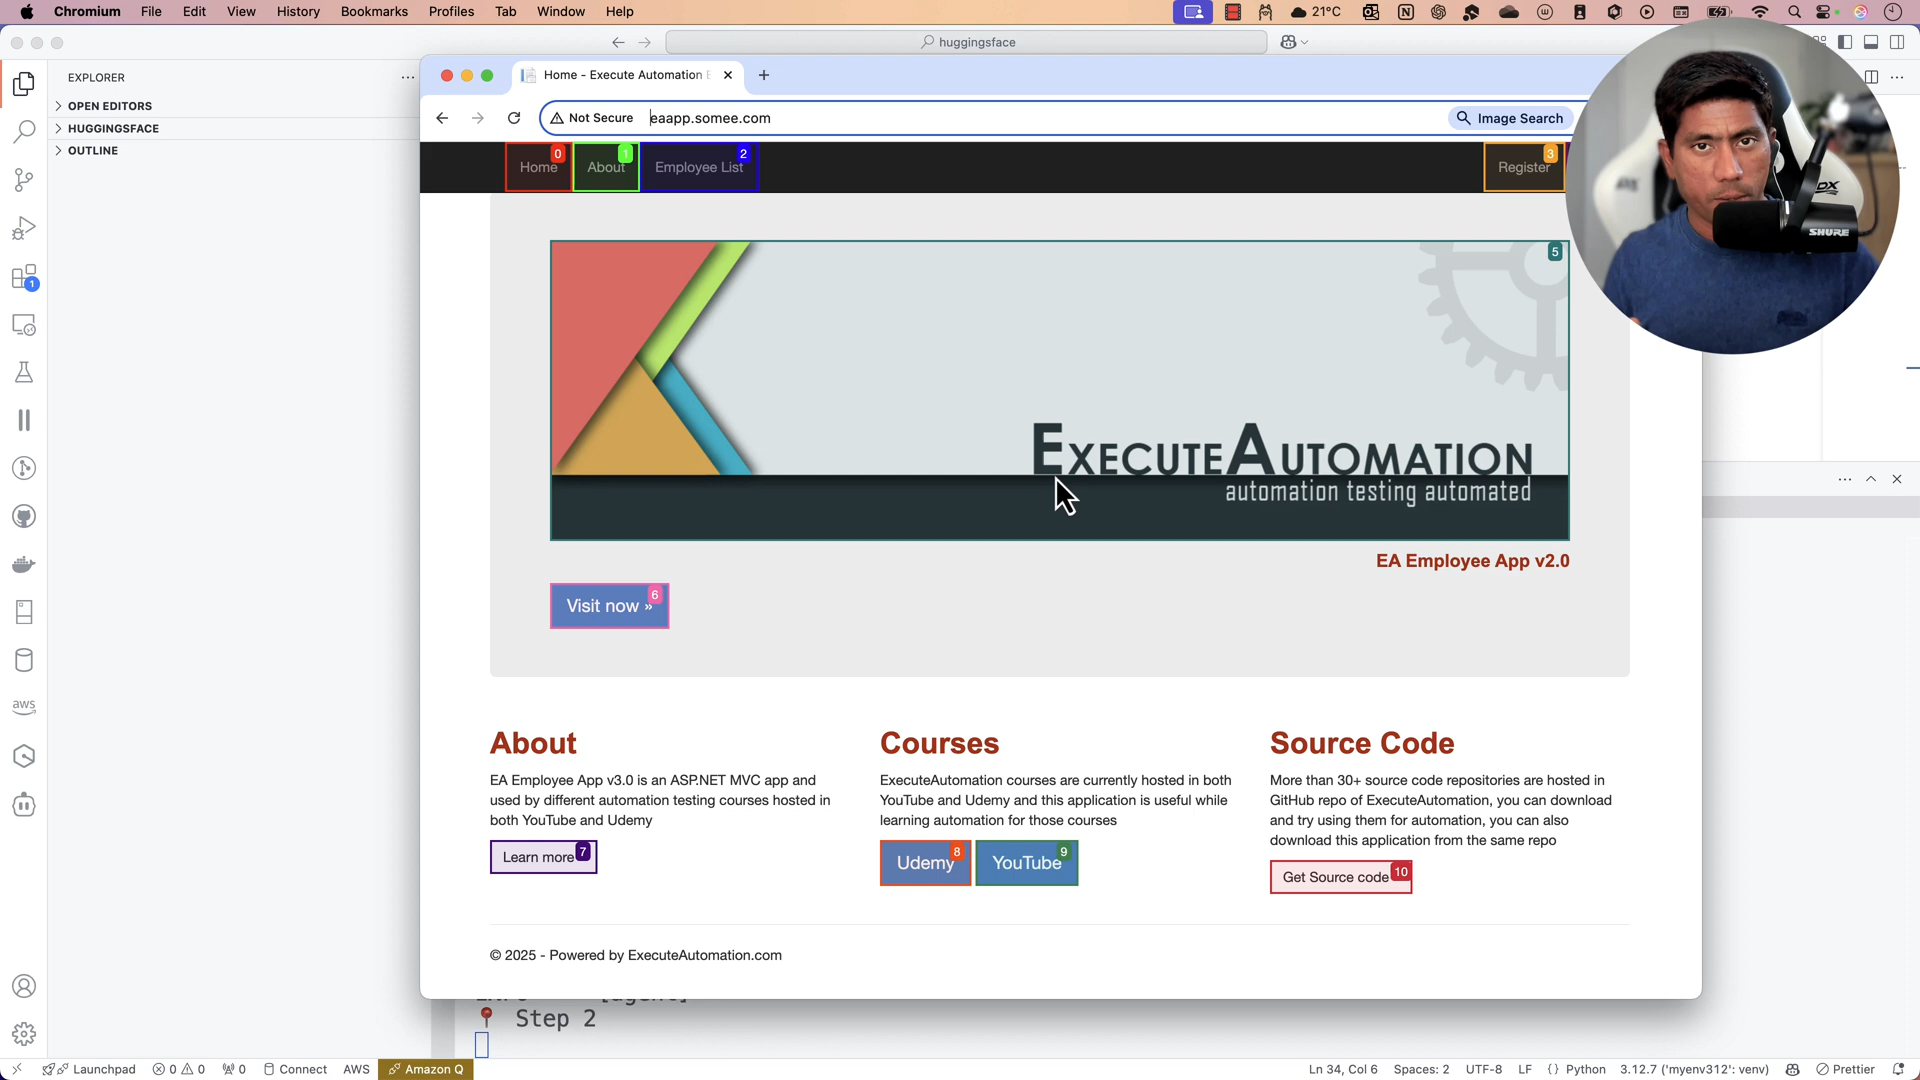 Chromium File Edit View History Bookmarks Profiles Tab Window Help 21°C
huggingsface
EXPLORER
OPEN EDITORS
HUGGINGSFACE
OUTLINE
Home - Execute Automation
Not Secure eaapp.somee.com Image Search
Home 0 About 1 Employee List 2 Register 3
5
EXECUTEAUTOMATION
automation testing automated
EA Employee App v2.0
Visit now » 6
About
EA Employee App v3.0 is an ASP.NET MVC app and
used by different automation testing courses hosted in
both YouTube and Udemy
Learn more 7
Courses
ExecuteAutomation courses are currently hosted in both
YouTube and Udemy and this application is useful while
learning automation for those courses
Udemy 8 YouTube 9
Source Code
More than 30+ source code repositories are hosted in
GitHub repo of ExecuteAutomation, you can download
and try using them for automation, you can also
download this application from the same repo
Get Source code 10
© 2025 - Powered by ExecuteAutomation.com
1
aws
SHURE
DX
Step 2
Launchpad 0 0 0 Connect AWS Amazon Q Ln 34, Col 6 Spaces: 2 UTF-8 LF {} Python 3.12.7 ('myenv312': venv) Prettier